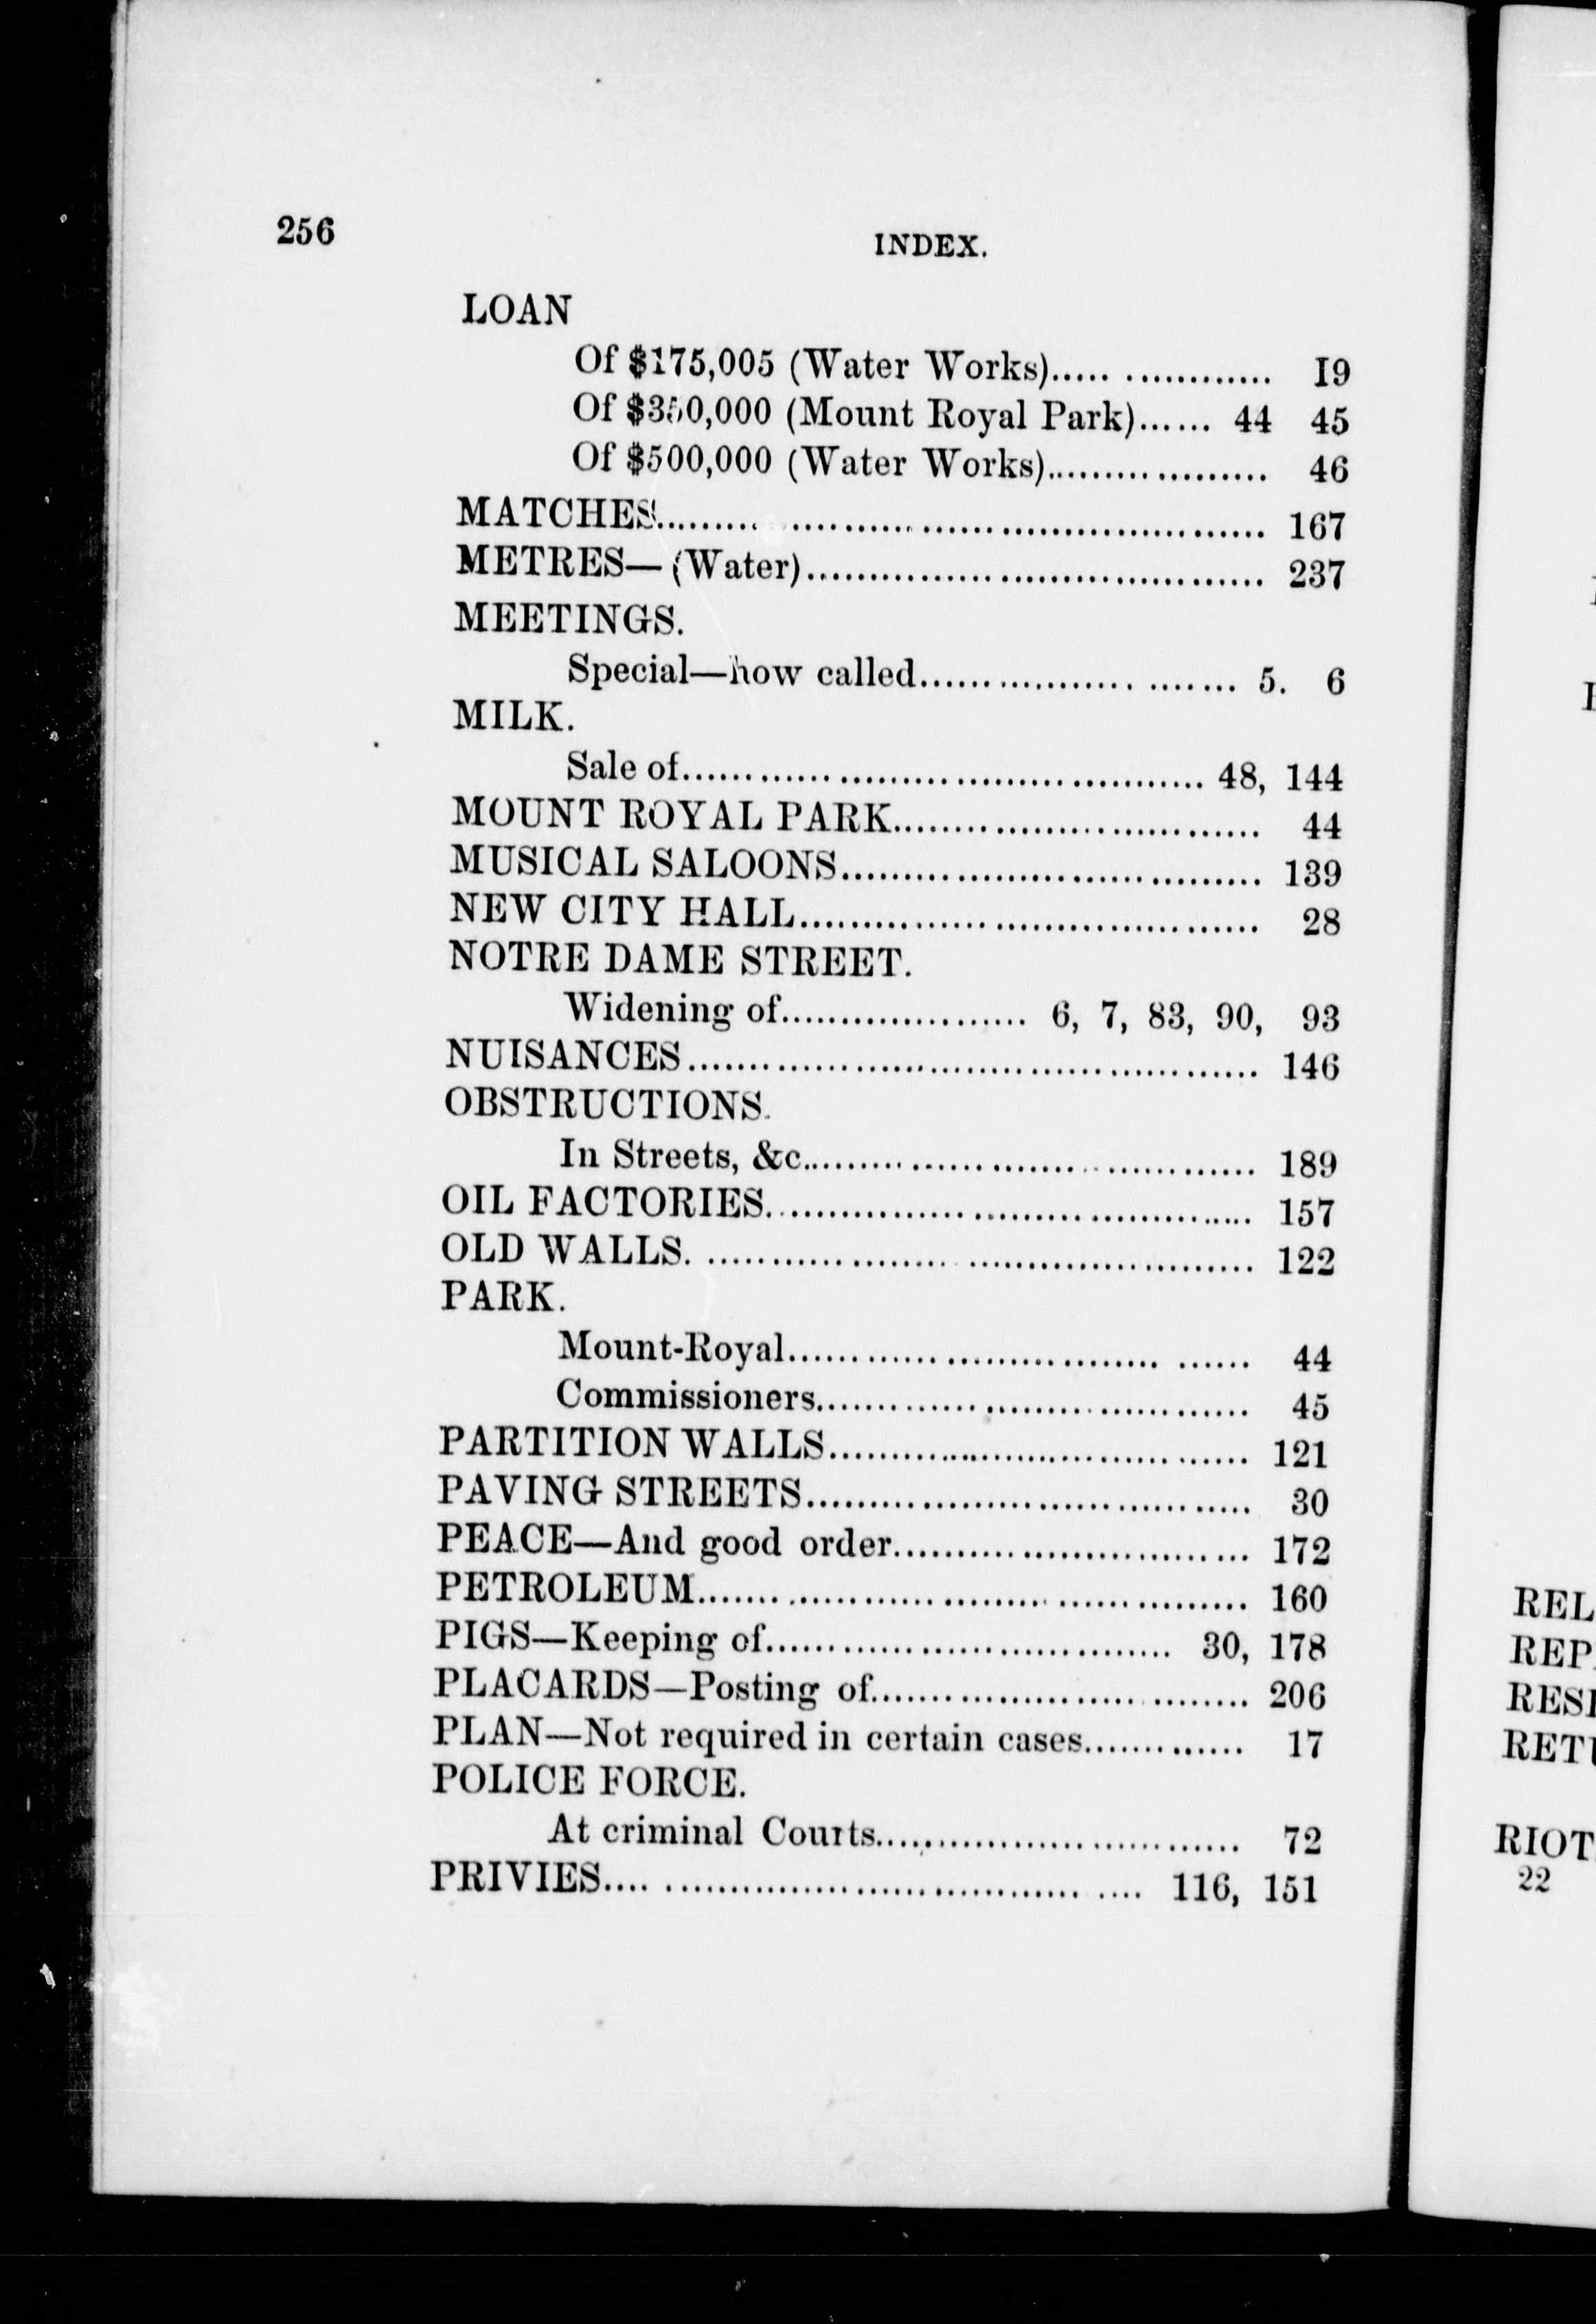 256
INDEX.
LOAN
Of $175,005 (Water Works)..... ............. 19
Of $350,000 (Mount Royal Park)...... 44 45
Of $500,000 (Water Works).................. 46
MATCHES.......... ...................................... 167
METRES—(Water)...................................... 237
MEETINGS.
Special—how called.................. ........ 5. 6
MILK.
Sale of........................................... 48, 144
MOUNT ROYAL PARK.............................. 44
MUSICAL SALOONS.................................. 139
NEW CITY HALL...................................... 28
NOTRE DAME STREET.
Widening of..................... 6, 7, 83, 90, 93
NUISANCES............................................... 146
OBSTRUCTIONS.
In Streets, &c..................................... 189
OIL FACTORIES........................................ 157
OLD WALLS. ............................................ 122
PARK.
Mount-Royal.............................. ...... 44
Commissioners.................................... 45
PARTITION WALLS................................... 121
PAVING STREETS..................................... 30
PEACE—And good order.............................. 172
PETROLEUM............................................. 160
PIGS—Keeping of.................................. 30, 178
PLACARDS—Posting of............................... 206
PLAN—Not required in certain cases............. 17
POLICE FORCE.
At criminal Courts.............................. 72
PRIVIES.... ....................................... 116, 151
REL
REP
RES
RET
RIOT
22